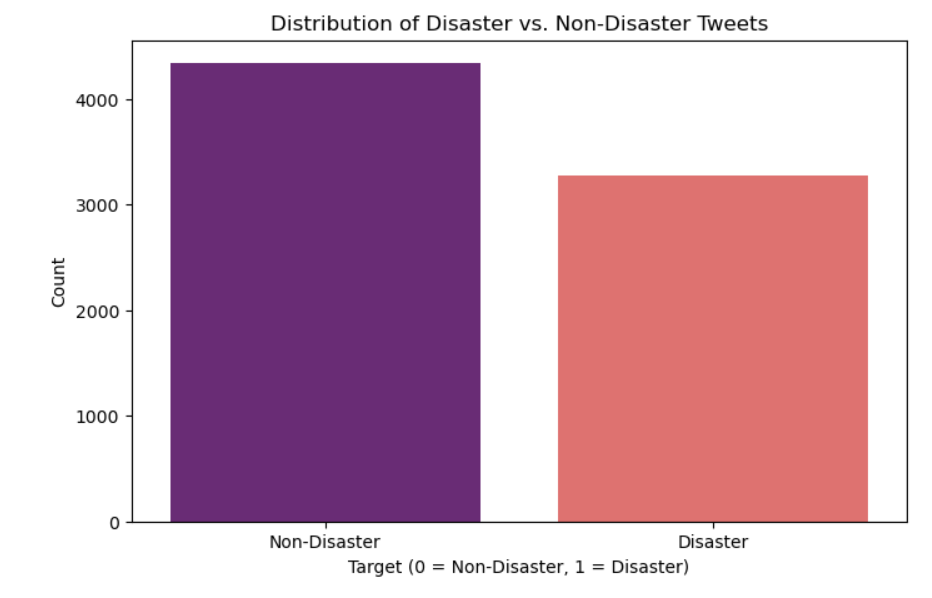 Distribution of Disaster vs. Non-Disaster Tweets
4000
3000
2000
1000
0
Count
Non-Disaster Disaster
Target (0 = Non-Disaster, 1 = Disaster)